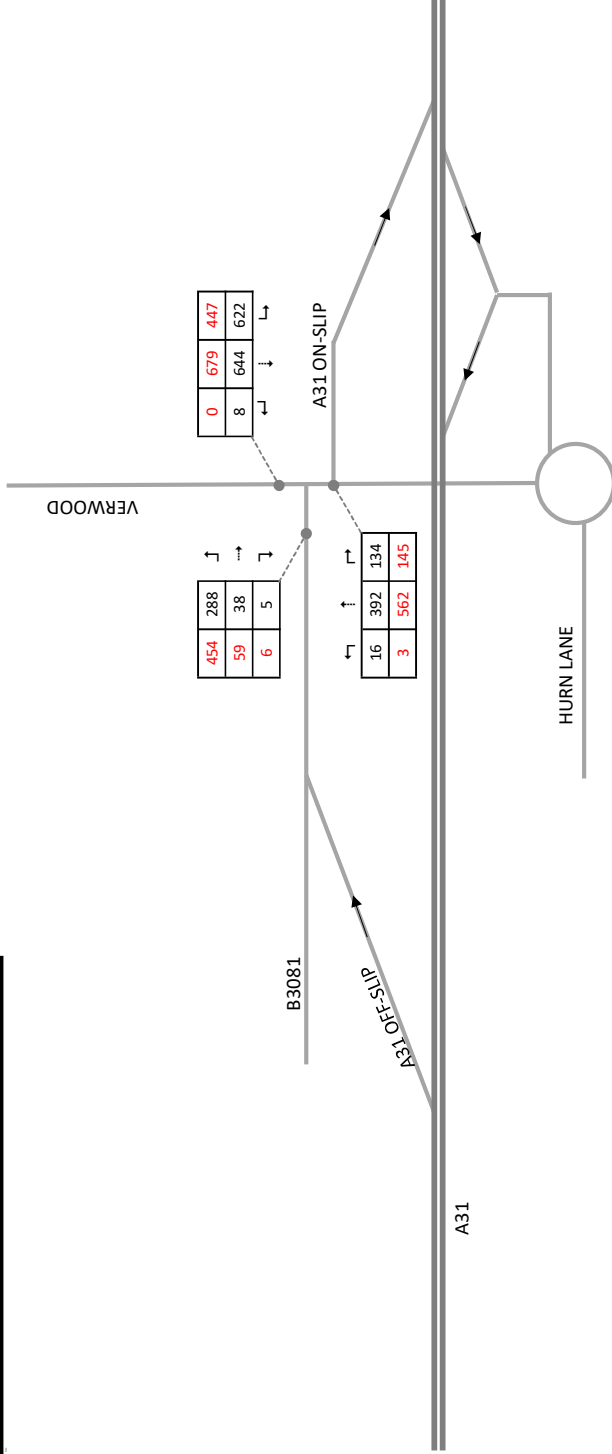 VERWOOD
0 679 447
8 644 622
↵ ⇣ ↳
A31 ON-SLIP
454 288 ↰
59 38 ⇢
6 5 ↴
↰ ⇡ ↱
16 392 134
3 562 145
B3081
A31 OFF-SLIP
HURN LANE
A31